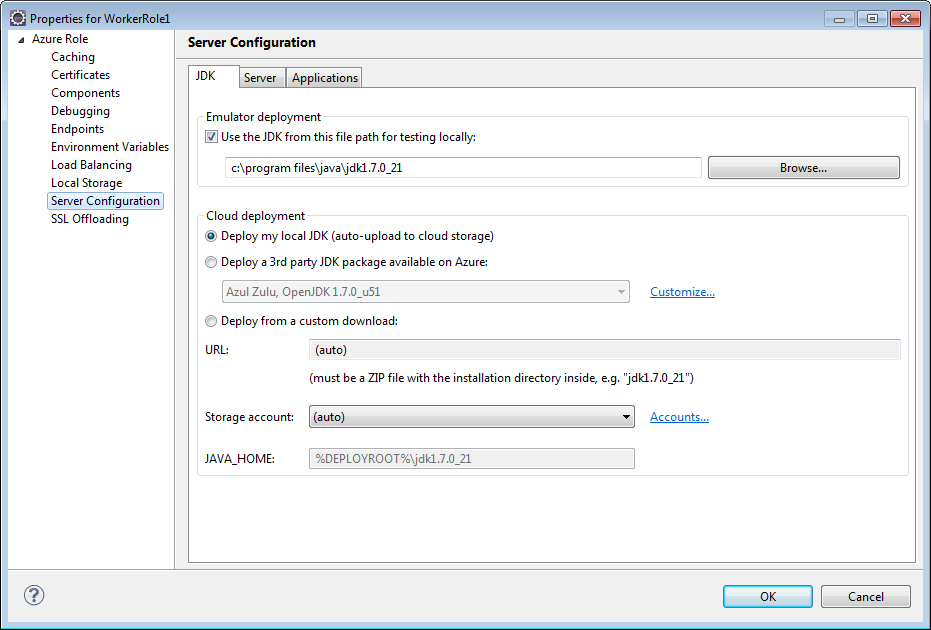 Properties for WorkerRole1
Azure Role
Caching
Certificates
Components
Debugging
Endpoints
Environment Variables
Load Balancing
Local Storage
Server Configuration
SSL Offloading
Server Configuration
JDK Server Applications
Emulator deployment
Use the JDK from this file path for testing locally:
c:\program files\java\jdk1.7.0_21 Browse...
Cloud deployment
Deploy my local JDK (auto-upload to cloud storage)
Deploy a 3rd party JDK package available on Azure:
Azul Zulu, OpenJDK 1.7.0_u51 Customize...
Deploy from a custom download:
URL: (auto)
(must be a ZIP file with the installation directory inside, e.g. "jdk1.7.0_21")
Storage account: (auto) Accounts...
JAVA_HOME: %DEPLOYROOT%\jdk1.7.0_21
? OK Cancel